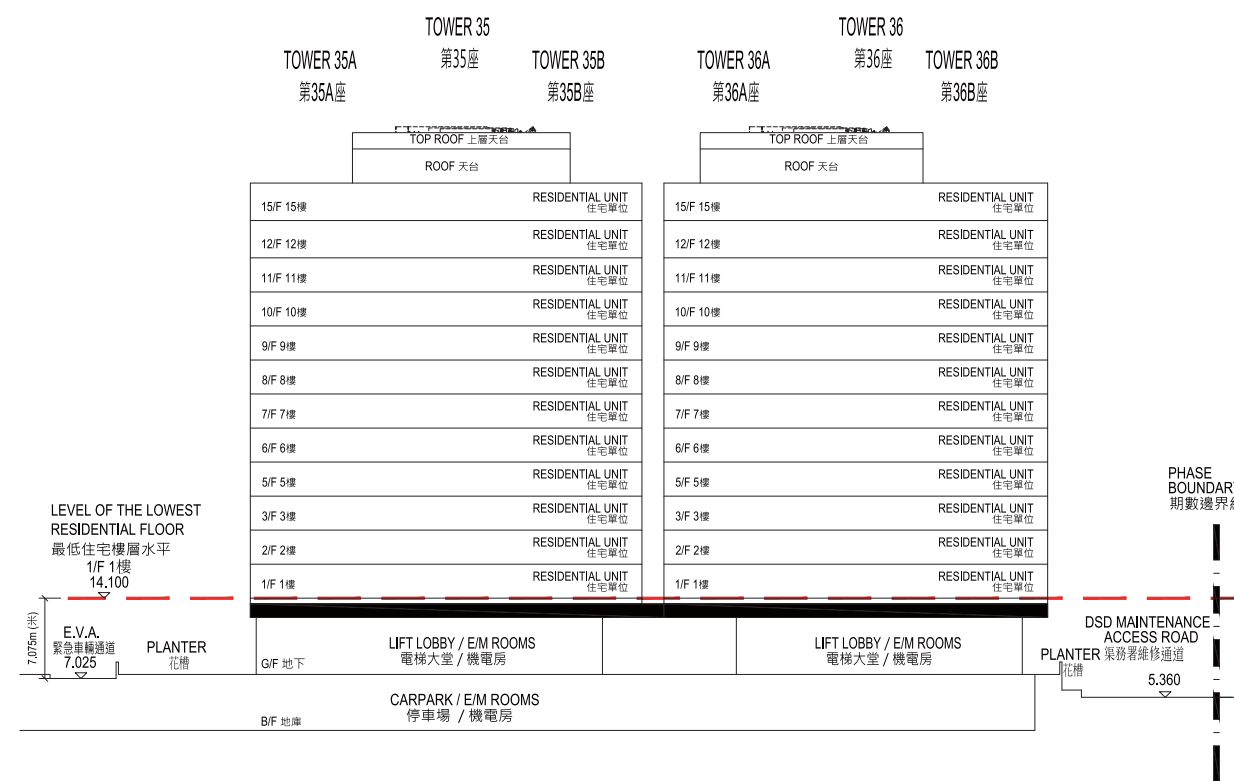 TOWER 35
第35座
TOWER 35A
第35A座
TOWER 35B
第35B座
TOWER 36
第36座
TOWER 36A
第36A座
TOWER 36B
第36B座
TOP ROOF 上層天台
TOP ROOF 上層天台
ROOF 天台
ROOF 天台
15/F 15樓
RESIDENTIAL UNIT
住宅單位
15/F 15樓
RESIDENTIAL UNIT
住宅單位
12/F 12樓
RESIDENTIAL UNIT
住宅單位
12/F 12樓
RESIDENTIAL UNIT
住宅單位
11/F 11樓
RESIDENTIAL UNIT
住宅單位
11/F 11樓
RESIDENTIAL UNIT
住宅單位
10/F 10樓
RESIDENTIAL UNIT
住宅單位
10/F 10樓
RESIDENTIAL UNIT
住宅單位
9/F 9樓
RESIDENTIAL UNIT
住宅單位
9/F 9樓
RESIDENTIAL UNIT
住宅單位
8/F 8樓
RESIDENTIAL UNIT
住宅單位
8/F 8樓
RESIDENTIAL UNIT
住宅單位
7/F 7樓
RESIDENTIAL UNIT
住宅單位
7/F 7樓
RESIDENTIAL UNIT
住宅單位
6/F 6樓
RESIDENTIAL UNIT
住宅單位
6/F 6樓
RESIDENTIAL UNIT
住宅單位
5/F 5樓
RESIDENTIAL UNIT
住宅單位
5/F 5樓
RESIDENTIAL UNIT
住宅單位
3/F 3樓
RESIDENTIAL UNIT
住宅單位
3/F 3樓
RESIDENTIAL UNIT
住宅單位
2/F 2樓
RESIDENTIAL UNIT
住宅單位
2/F 2樓
RESIDENTIAL UNIT
住宅單位
1/F 1樓
RESIDENTIAL UNIT
住宅單位
1/F 1樓
RESIDENTIAL UNIT
住宅單位
LEVEL OF THE LOWEST
RESIDENTIAL FLOOR
最低住宅樓層水平
1/F 1樓
14.100
PHASE
BOUNDARY
期數邊界
7.075m (米)
E.V.A.
緊急車輛通道
7.025
PLANTER
花槽
G/F 地下
LIFT LOBBY / E/M ROOMS
電梯大堂 / 機電房
LIFT LOBBY / E/M ROOMS
電梯大堂 / 機電房
DSD MAINTENANCE
ACCESS ROAD
渠務署維修通道
PLANTER
花槽
5.360
CARPARK / E/M ROOMS
停車場 / 機電房
B/F 地庫